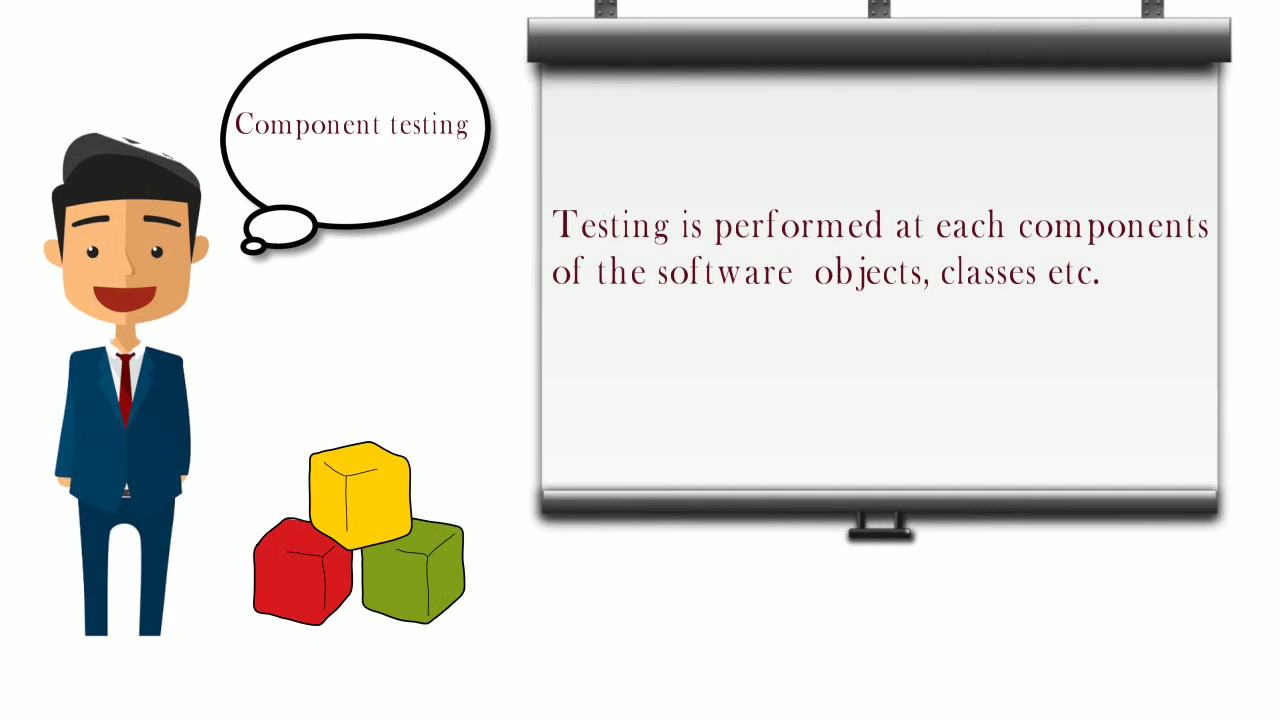 Component testing
Testing is performed at each components
of the software objects, classes etc.